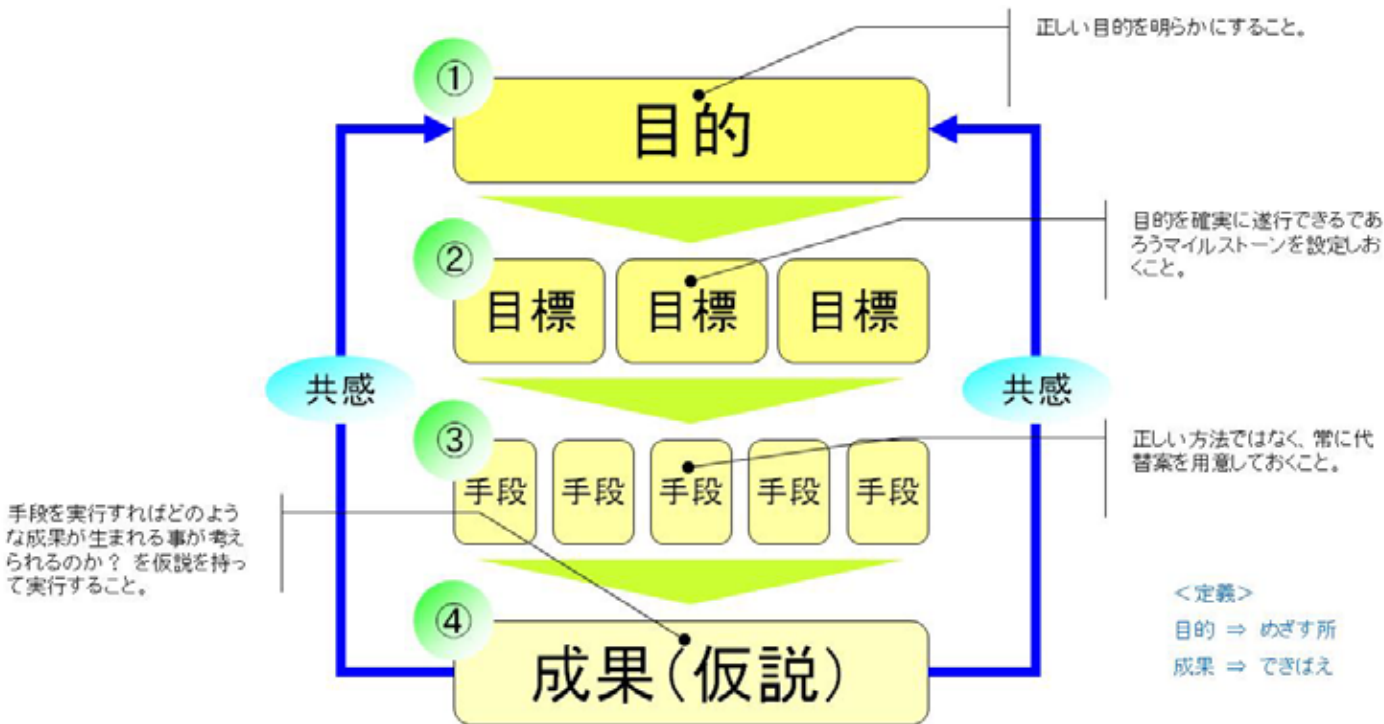 正しい目的を明らかにすること。
①
目的
目的を確実に遂行できるであ
ろうマイルストーンを設定しお
くこと。
②
目標 目標 目標
共感 共感
③
手段 手段 手段 手段 手段
正しい方法ではなく、常に代
替案を用意しておくこと。
手段を実行すればどのよう
な成果が生まれる事が考え
られるのか？ を仮説を持っ
て実行すること。
④
成果(仮説)
＜定義＞
目的 ⇒ めざす所
成果 ⇒ できばえ